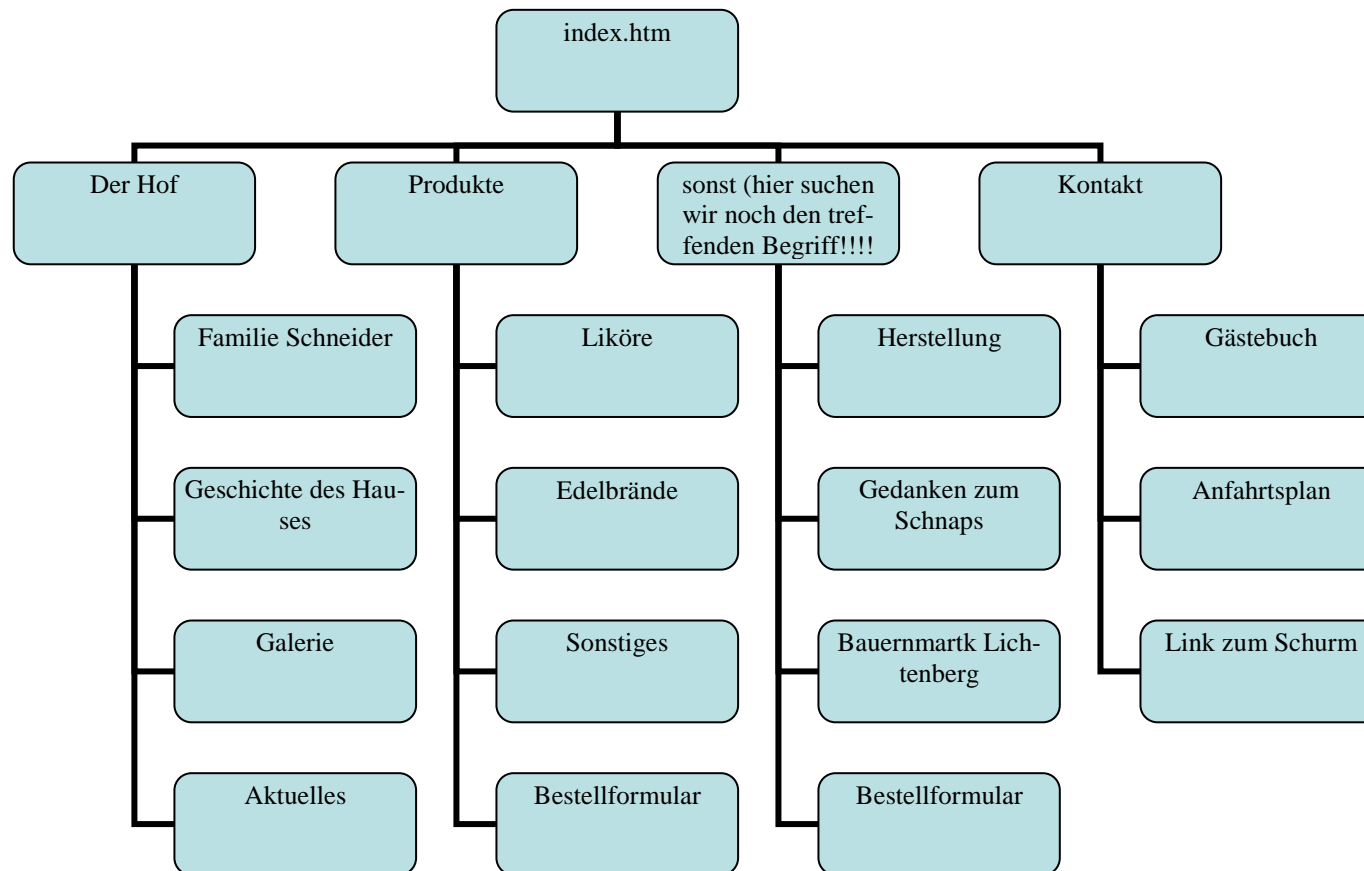 index.htm
Der Hof
Produkte
sonst (hier suchen
wir noch den tref-
fenden Begriff!!!!
Kontakt
Familie Schneider
Liköre
Herstellung
Gästebuch
Geschichte des Hau-
ses
Edelbrände
Gedanken zum
Schnaps
Anfahrtsplan
Galerie
Sonstiges
Bauernmartk Lich-
tenberg
Link zum Schurm
Aktuelles
Bestellformular
Bestellformular